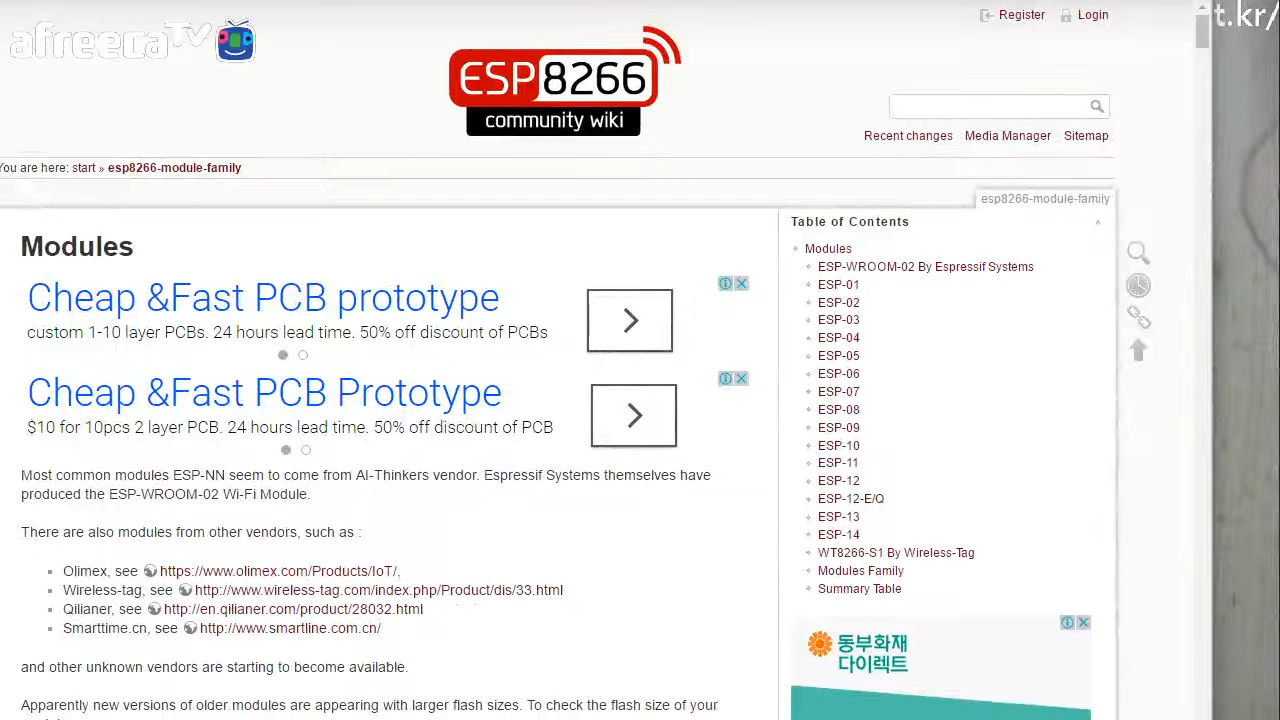 afreecaTV
Register Login
t.kr/
ESP8266
community wiki
Recent changes Media Manager Sitemap
You are here: start » esp8266-module-family
esp8266-module-family
Modules
Cheap &Fast PCB prototype
custom 1-10 layer PCBs. 24 hours lead time. 50% off discount of PCBs
Cheap &Fast PCB Prototype
$10 for 10pcs 2 layer PCB. 24 hours lead time. 50% off discount of PCB
Most common modules ESP-NN seem to come from AI-Thinkers vendor. Espressif Systems themselves have
produced the ESP-WROOM-02 Wi-Fi Module.
There are also modules from other vendors, such as :
Olimex, see https://www.olimex.com/Products/IoT/,
Wireless-tag, see http://www.wireless-tag.com/index.php/Product/dis/33.html
Qilianer, see http://en.qilianer.com/product/28032.html
Smarttime.cn, see http://www.smartline.com.cn/
and other unknown vendors are starting to become available.
Apparently new versions of older modules are appearing with larger flash sizes. To check the flash size of your
Table of Contents
Modules
ESP-WROOM-02 By Espressif Systems
ESP-01
ESP-02
ESP-03
ESP-04
ESP-05
ESP-06
ESP-07
ESP-08
ESP-09
ESP-10
ESP-11
ESP-12
ESP-12-E/Q
ESP-13
ESP-14
WT8266-S1 By Wireless-Tag
Modules Family
Summary Table
동부화재
다이렉트